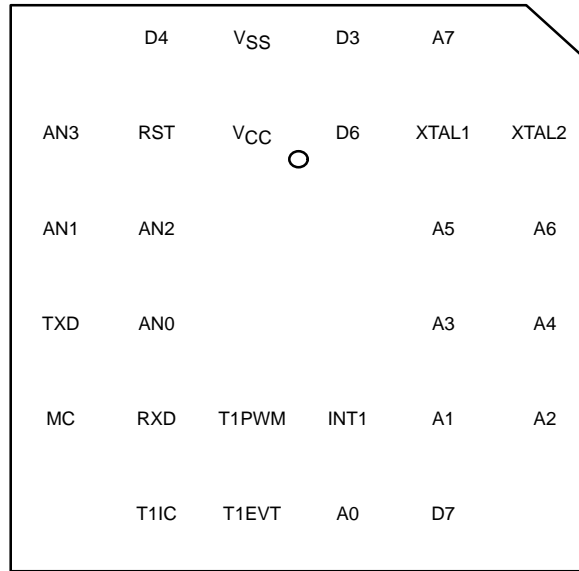 D4 VSS D3 A7
AN3 RST VCC D6 XTAL1 XTAL2
AN1 AN2 A5 A6
TXD AN0 A3 A4
MC RXD T1PWM INT1 A1 A2
T1IC T1EVT A0 D7